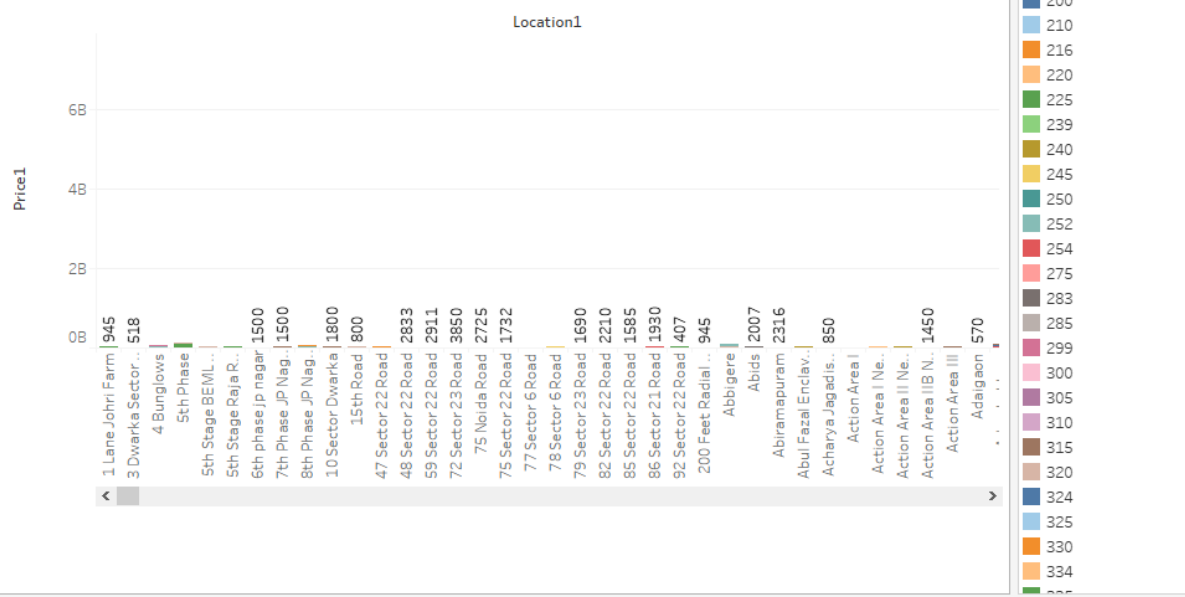 Location1
Price1
6B
4B
2B
0B
945
518
1500
1500
1800
800
2833
2911
3850
2725
1732
1690
2210
1585
1930
407
945
2007
2316
850
1450
570
1 Lane Johri Farm
3 Dwarka Sector ..
4 Bunglows
5th Phase
5th Stage BEML..
5th Stage Raja R..
6th phase jp nagar
7th Phase JP Nag..
8th Phase JP Nag..
10 Sector Dwarka
15th Road
47 Sector 22 Road
48 Sector 22 Road
59 Sector 22 Road
72 Sector 23 Road
75 Noida Road
75 Sector 22 Road
77 Sector 6 Road
78 Sector 6 Road
79 Sector 23 Road
82 Sector 22 Road
85 Sector 22 Road
86 Sector 21 Road
92 Sector 22 Road
200 Feet Radial ..
Abbigere
Abids
Abiramapuram
Abul Fazal Enclav..
Acharya Jagadis..
Action Area I
Action Area I Ne..
Action Area II Ne..
Action Area IIB N..
Action Area III
Adaigaon
200
210
216
220
225
239
240
245
250
252
254
275
283
285
299
300
305
310
315
320
324
325
330
334